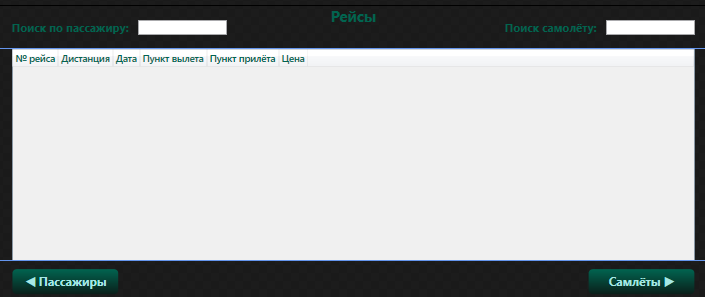 Рейсы
Поиск по пассажиру:
Поиск самолёту:
№ рейса Дистанция Дата Пункт вылета Пункт прилёта Цена
◀ Пассажиры
Самлёты ▶